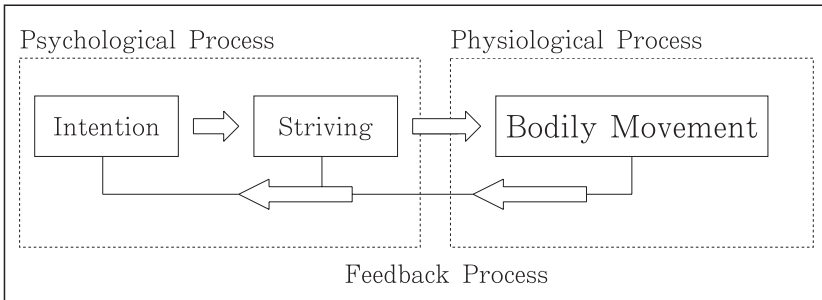 Psychological Process
Physiological Process
Intention
Striving
Bodily Movement
Feedback Process